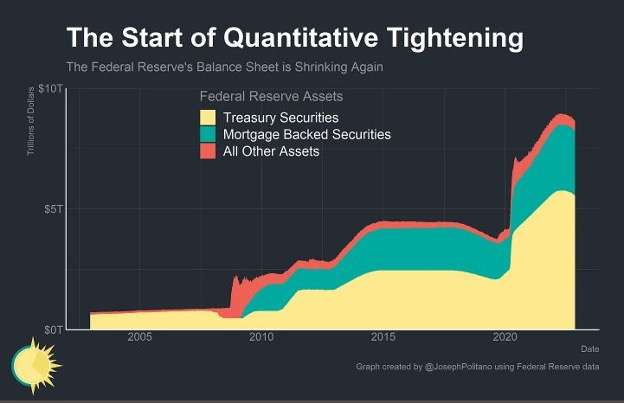 The Start of Quantitative Tightening
The Federal Reserve's Balance Sheet is Shrinking Again
Trillions of Dollars
$10T
$5T
$0T
Federal Reserve Assets
Treasury Securities
Mortgage Backed Securities
All Other Assets
2005
2010
2015
2020
Date
Graph created by @JosephPolitano using Federal Reserve data